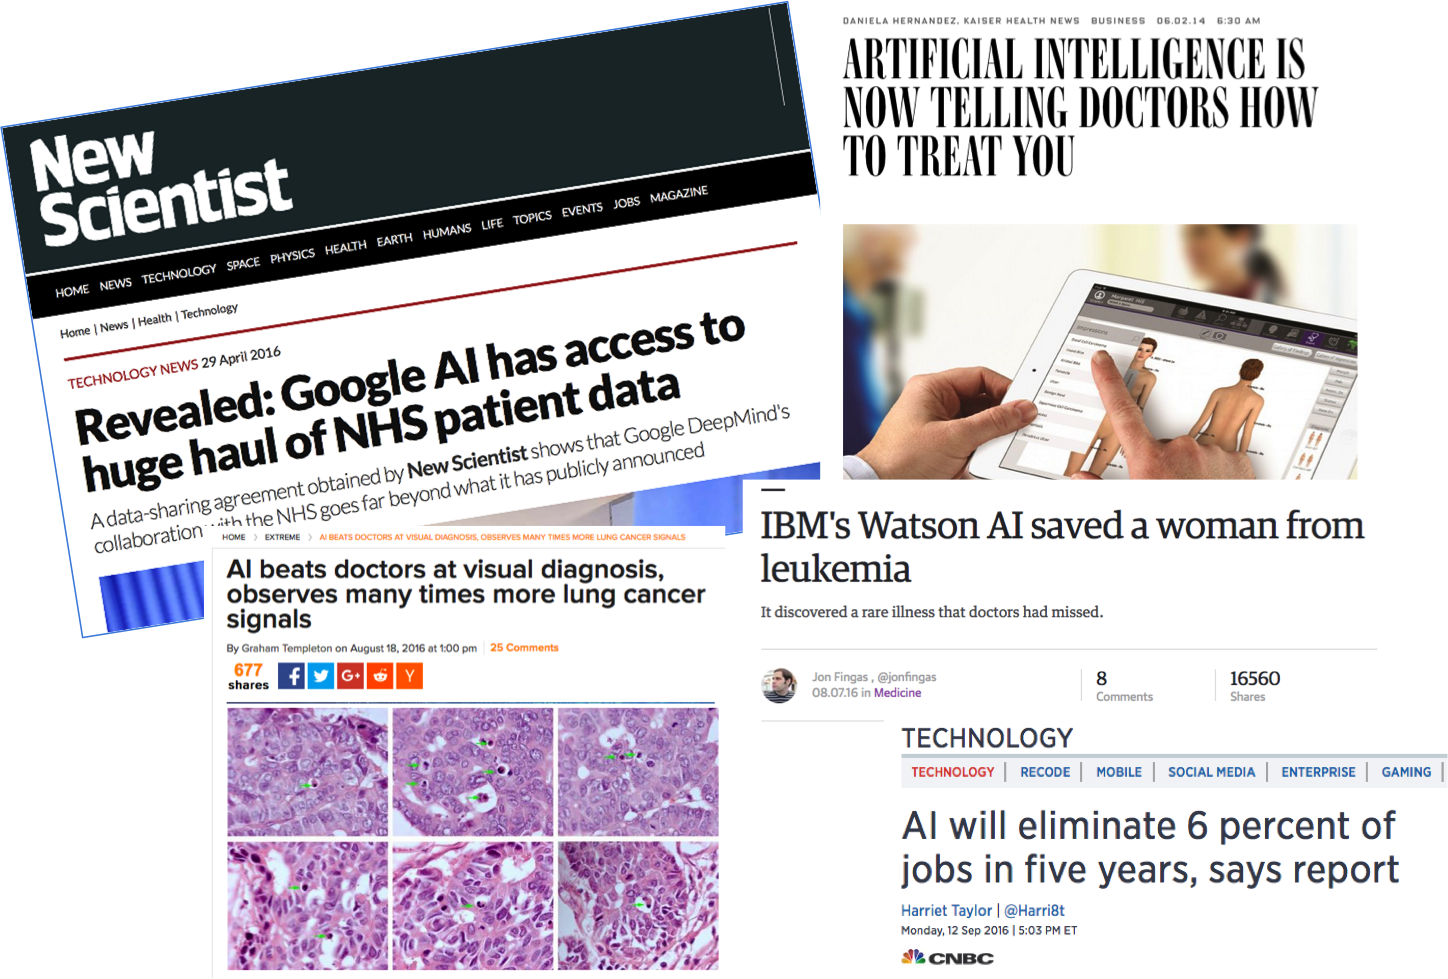 New
Scientist
HOME NEWS TECHNOLOGY SPACE PHYSICS HEALTH EARTH HUMANS LIFE TOPICS EVENTS JOBS MAGAZINE
Home | News | Health | Technology
TECHNOLOGY NEWS 29 April 2016
Revealed: Google AI has access to
huge haul of NHS patient data
A data-sharing agreement obtained by New Scientist shows that Google DeepMind's
collaboration with the NHS goes far beyond what it has publicly announced
DANIELA HERNANDEZ, KAISER HEALTH NEWS BUSINESS 06.02.14 6:30 AM
ARTIFICIAL INTELLIGENCE IS
NOW TELLING DOCTORS HOW
TO TREAT YOU
Impressions
IBM's Watson AI saved a woman from
leukemia
It discovered a rare illness that doctors had missed.
Jon Fingas , @jonfingas
08.07.16 in Medicine
8
Comments
16560
Shares
HOME > EXTREME > AI BEATS DOCTORS AT VISUAL DIAGNOSIS, OBSERVES MANY TIMES MORE LUNG CANCER SIGNALS
AI beats doctors at visual diagnosis,
observes many times more lung cancer
signals
By Graham Templeton on August 18, 2016 at 1:00 pm 25 Comments
677
shares
f G+ Y
TECHNOLOGY
TECHNOLOGY | RECODE | MOBILE | SOCIAL MEDIA | ENTERPRISE | GAMING |
AI will eliminate 6 percent of
jobs in five years, says report
Harriet Taylor | @Harri8t
Monday, 12 Sep 2016 | 5:03 PM ET
CNBC